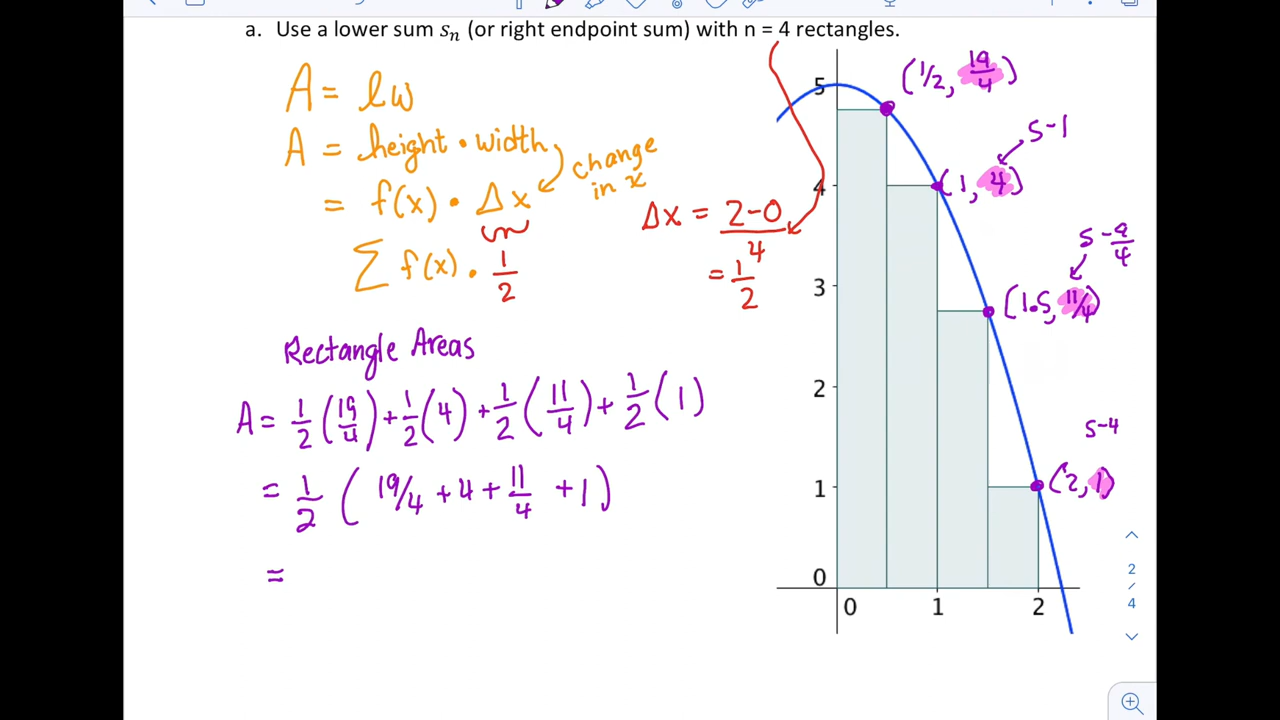 a. Use a lower sum sₙ (or right endpoint sum) with n = 4 rectangles.
A = lw
A = height · width
change in x
= f(x) · Δx
∑ f(x) · 1/2
Δx = 2-0/4
= 1/2
(1/2, 19/4)
5-1
(1, 4)
5-9/4
(1.5, 11/4)
5-4
(2, 1)
5
4
3
2
1
0
0 1 2
Rectangle Areas
A = 1/2 (19/4) + 1/2 (4) + 1/2 (11/4) + 1/2 (1)
= 1/2 (19/4 + 4 + 11/4 + 1)
=
2
/
4